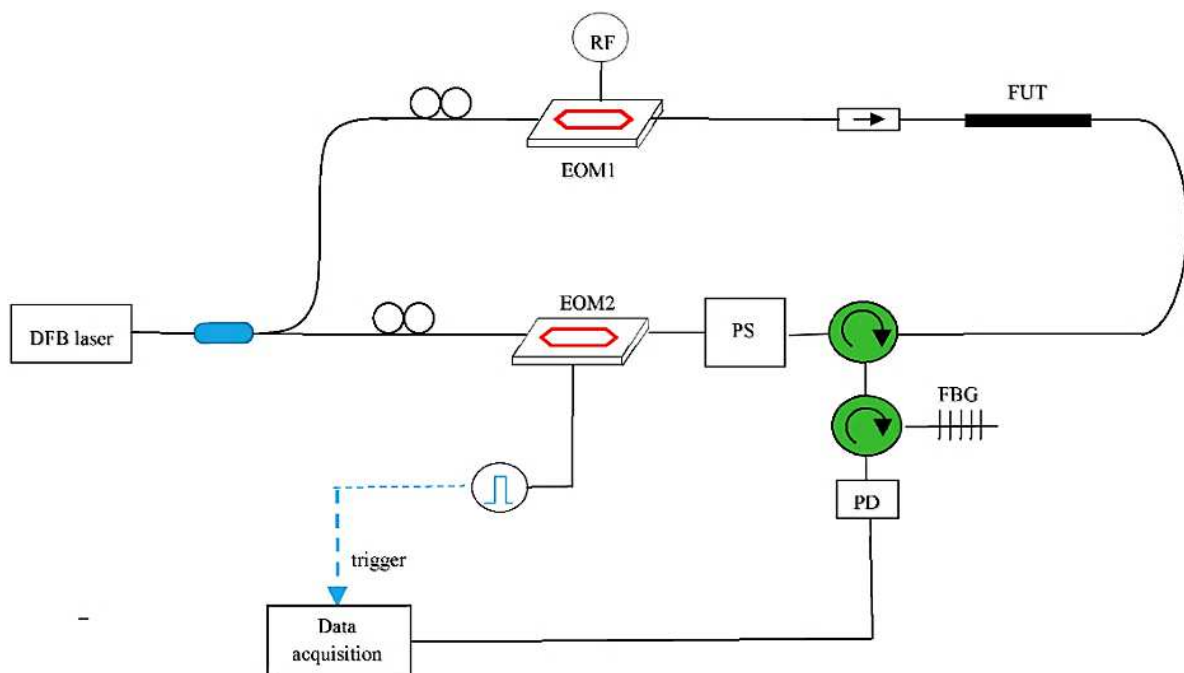 RF
FUT
EOM1
EOM2
DFB laser
PS
FBG
PD
trigger
Data
acquisition